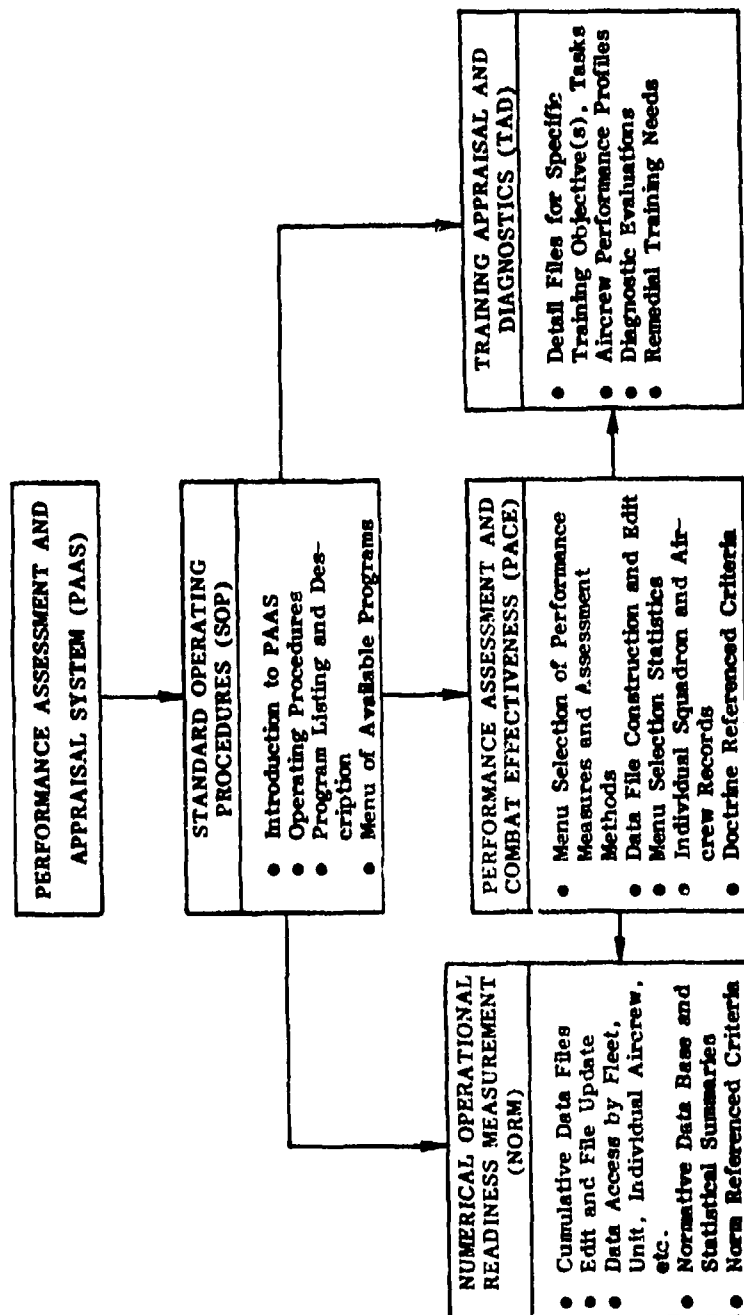 PERFORMANCE ASSESSMENT AND
APPRAISAL SYSTEM (PAAS)
STANDARD OPERATING
PROCEDURES (SOP)
● Introduction to PAAS
● Operating Procedures
● Program Listing and Des-
cription
● Menu of Available Programs
NUMERICAL OPERATIONAL
READINESS MEASUREMENT
(NORM)
● Cumulative Data Files
● Edit and File Update
● Data Access by Fleet,
Unit, Individual Aircrew,
etc.
● Normative Data Base and
Statistical Summaries
● Norm Referenced Criteria
PERFORMANCE ASSESSMENT AND
COMBAT EFFECTIVENESS (PACE)
● Menu Selection of Performance
Measures and Assessment
Methods
● Data File Construction and Edit
● Menu Selection Statistics
● Individual Squadron and Air-
crew Records
● Doctrine Referenced Criteria
TRAINING APPRAISAL AND
DIAGNOSTICS (TAD)
● Detail Files for Specific
Training Objective(s), Tasks
● Aircrew Performance Profiles
● Diagnostic Evaluations
● Remedial Training Needs